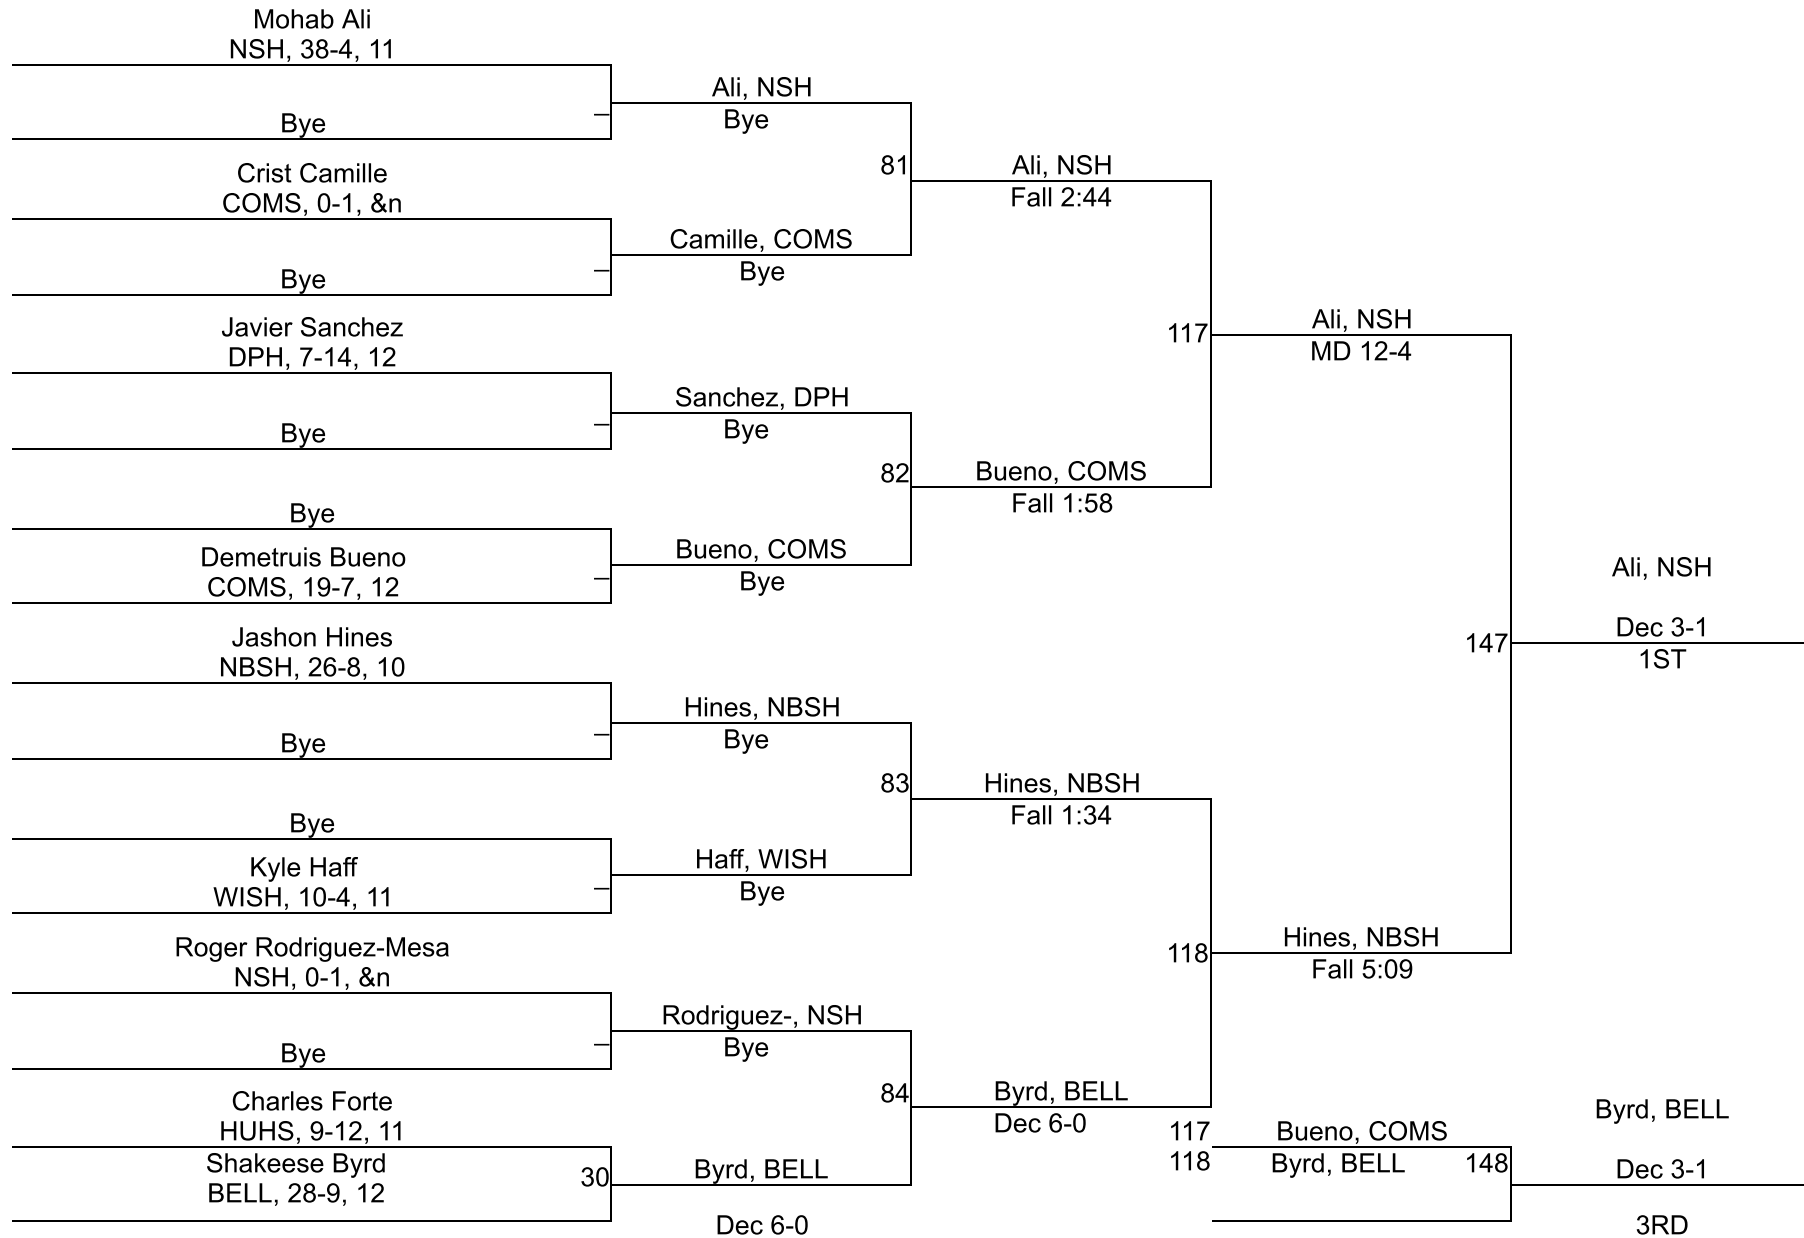 Mohab Ali
NSH, 38-4, 11
Bye
Crist Camille
COMS, 0-1, &n
Bye
Javier Sanchez
DPH, 7-14, 12
Bye
Bye
Demetruis Bueno
COMS, 19-7, 12
Jashon Hines
NBSH, 26-8, 10
Bye
Bye
Kyle Haff
WISH, 10-4, 11
Roger Rodriguez-Mesa
NSH, 0-1, &n
Bye
Charles Forte
HUHS, 9-12, 11
Shakeese Byrd
BELL, 28-9, 12
30
Ali, NSH
Bye
81
Camille, COMS
Bye
Sanchez, DPH
Bye
82
Bueno, COMS
Bye
Hines, NBSH
Bye
83
Haff, WISH
Bye
Rodriguez-, NSH
Bye
84
Byrd, BELL
Dec 6-0
Ali, NSH
Fall 2:44
117
Bueno, COMS
Fall 1:58
Hines, NBSH
Fall 1:34
118
Byrd, BELL
Dec 6-0
Ali, NSH
MD 12-4
147
Hines, NBSH
Fall 5:09
Ali, NSH
Dec 3-1
1ST
117
Bueno, COMS
118
Byrd, BELL
148
Byrd, BELL
Dec 3-1
3RD